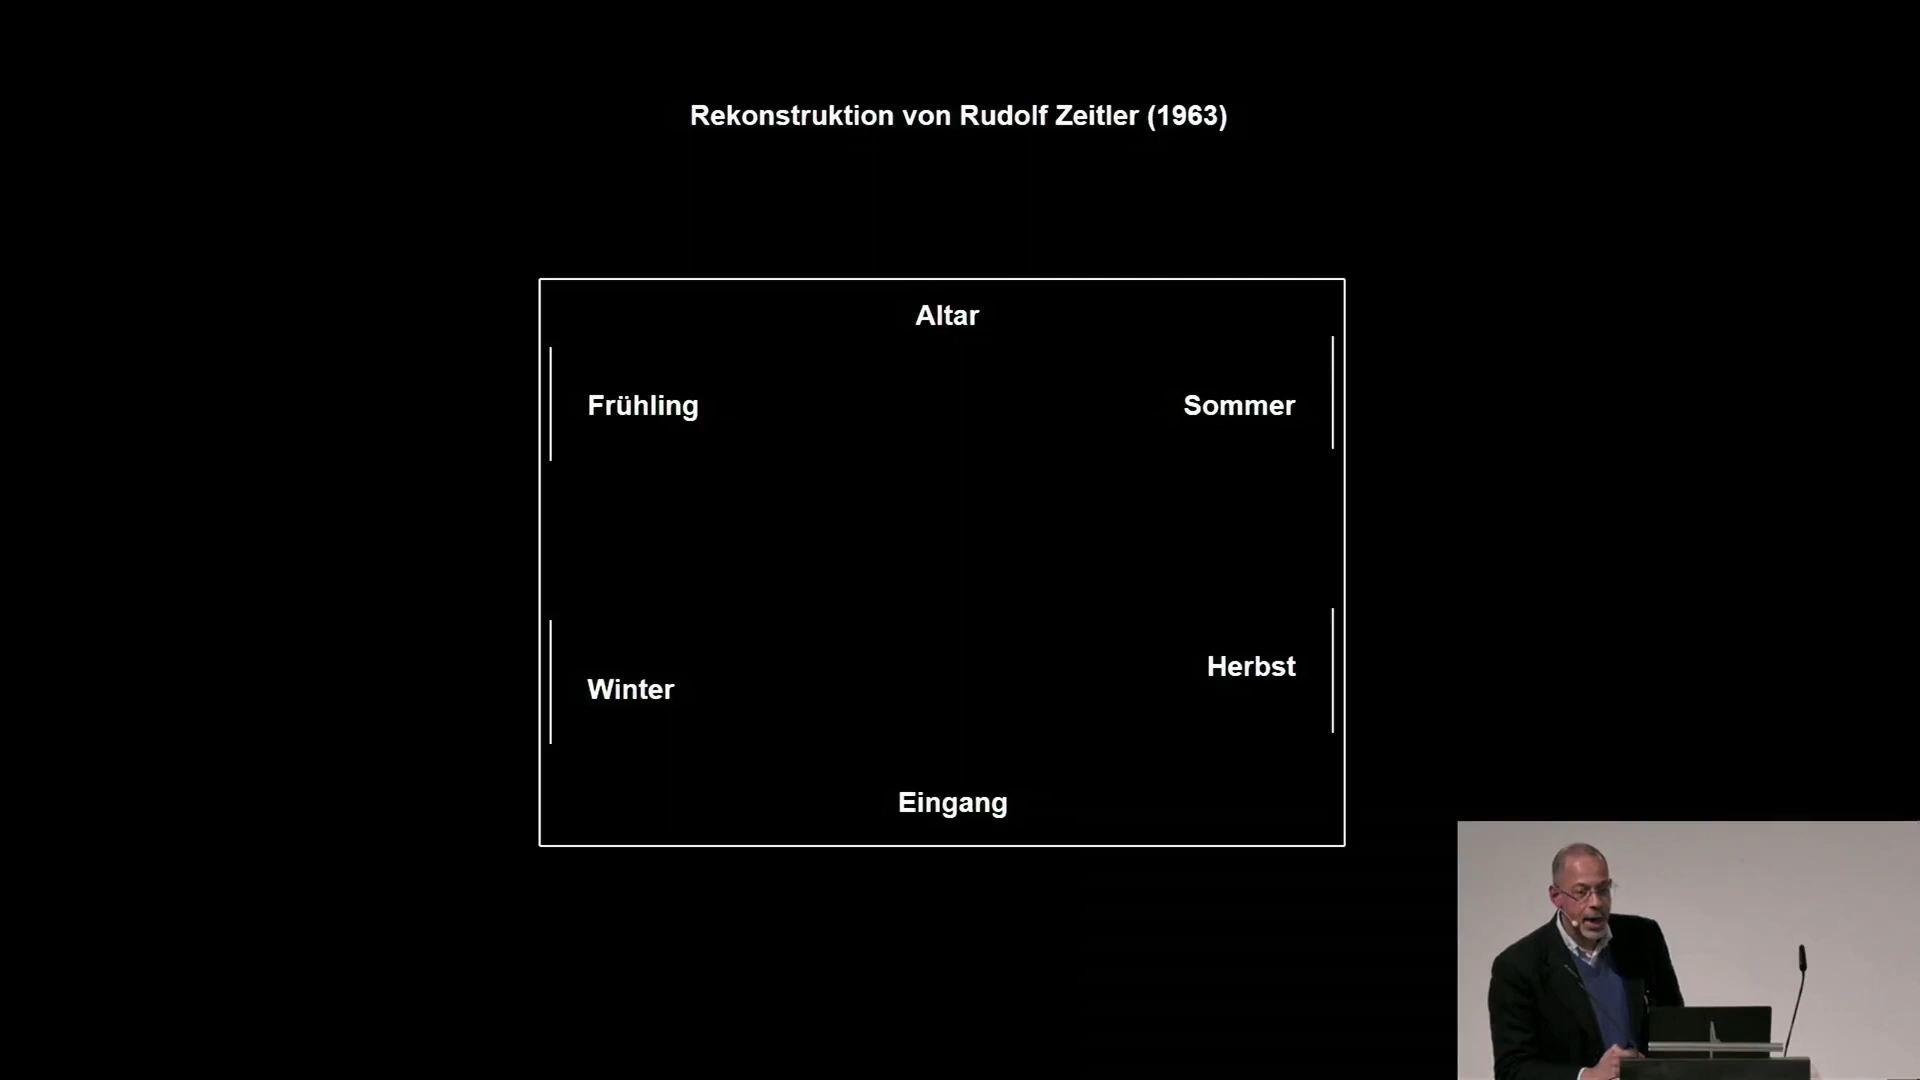 Rekonstruktion von Rudolf Zeitler (1963)
Altar
Frühling
Sommer
Winter
Herbst
Eingang